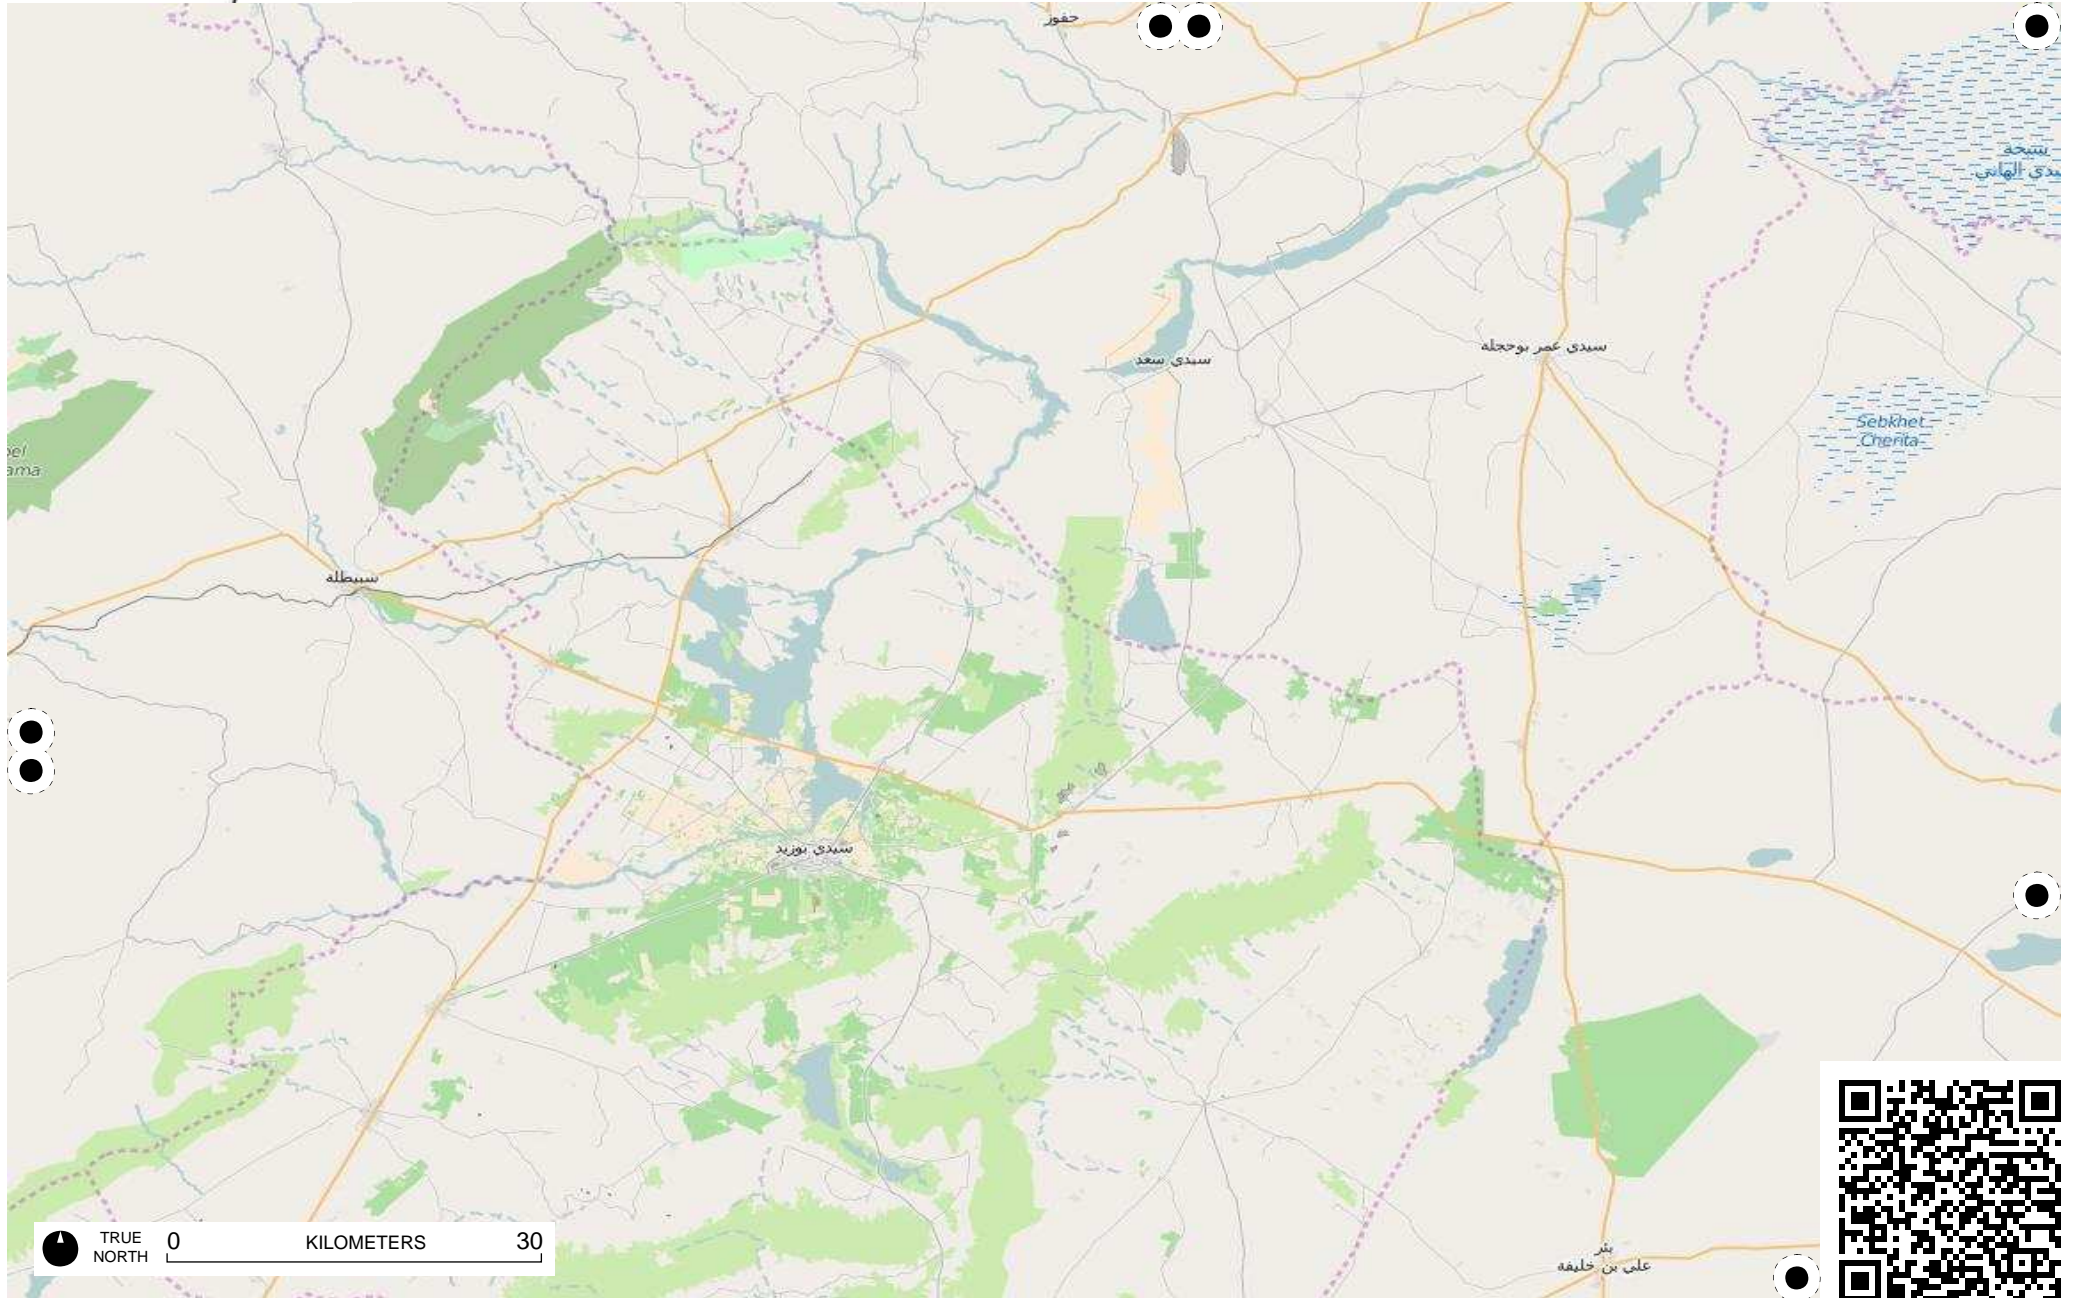 حفوز
سبخة
سيدي الهاني
سيدي سعد
سيدي عمر بوحجلة
Sebkhet
Cherita
سبيطلة
سيدي بوزيد
TRUE
NORTH
0 KILOMETERS 30
بئر
علي بن خليفة